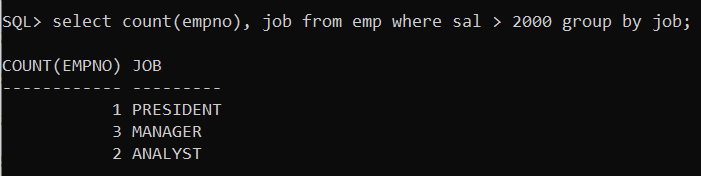 SQL> select count(empno), job from emp where sal > 2000 group by job;
COUNT(EMPNO) JOB
------------ ---------
1 PRESIDENT
3 MANAGER
2 ANALYST